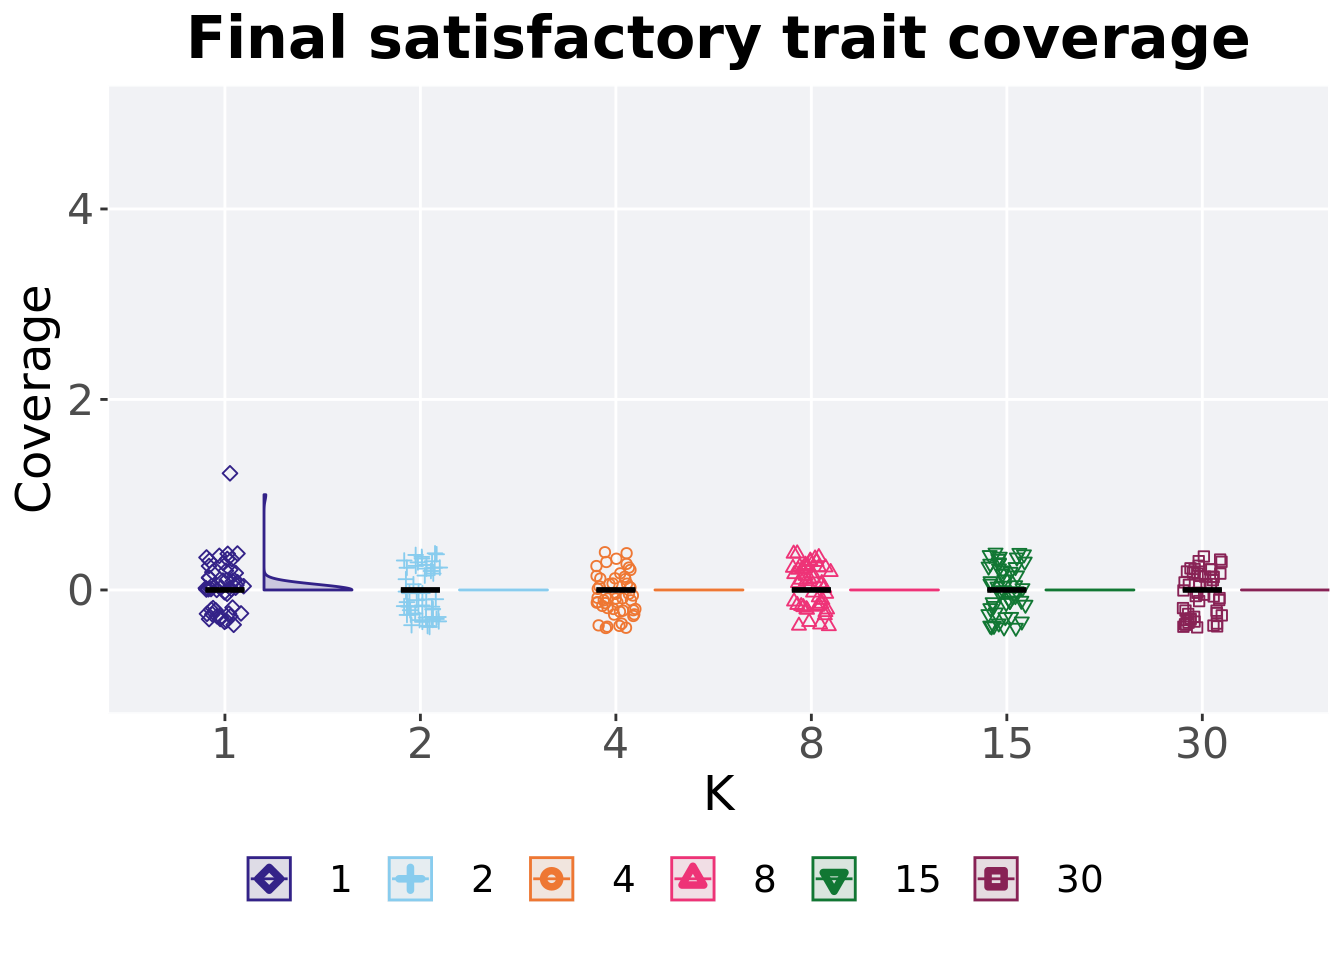 Final satisfactory trait coverage
Coverage
4
2
0
1 2 4 8 15 30
K
1 2 4 8 15 30